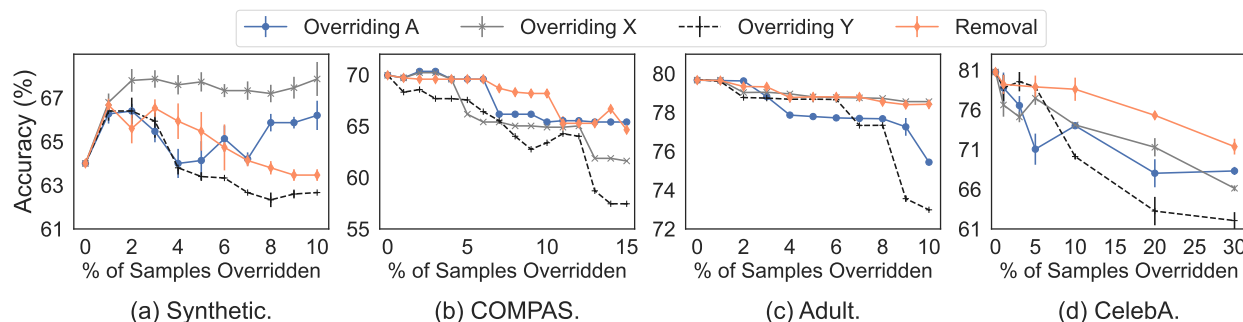 Overriding A Overriding X Overriding Y Removal
Accuracy (%)
67
65
63
61
0 2 4 6 8 10
% of Samples Overridden
(a) Synthetic.
70
65
60
55
0 5 10 15
% of Samples Overridden
(b) COMPAS.
80
78
76
74
72
0 2 4 6 8 10
% of Samples Overridden
(c) Adult.
81
76
71
66
61
0 5 10 20 30
% of Samples Overridden
(d) CelebA.